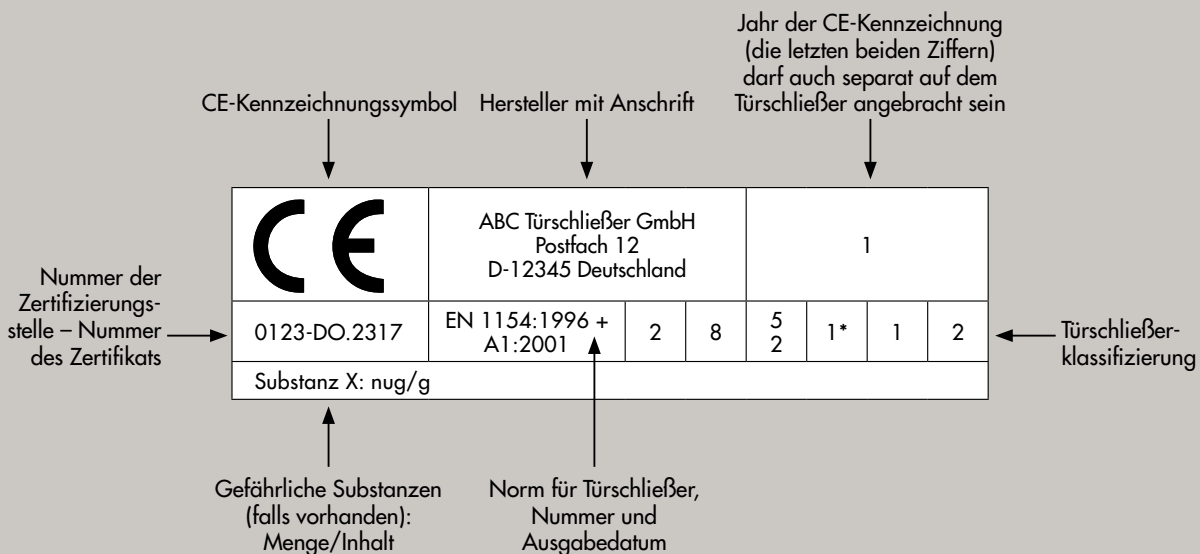 Jahr der CE-Kennzeichnung
(die letzten beiden Ziffern)
darf auch separat auf dem
Türschließer angebracht sein
CE-Kennzeichnungssymbol
Hersteller mit Anschrift
CE
ABC Türschließer GmbH
Postfach 12
D-12345 Deutschland
1
Nummer der
Zertifizierungs-
stelle – Nummer
des Zertifikats
0123-DO.2317
EN 1154:1996 +
A1:2001
2
8
5
2
1*
1
2
Türschließer-
klassifizierung
Substanz X: nug/g
Gefährliche Substanzen
(falls vorhanden):
Menge/Inhalt
Norm für Türschließer,
Nummer und
Ausgabedatum